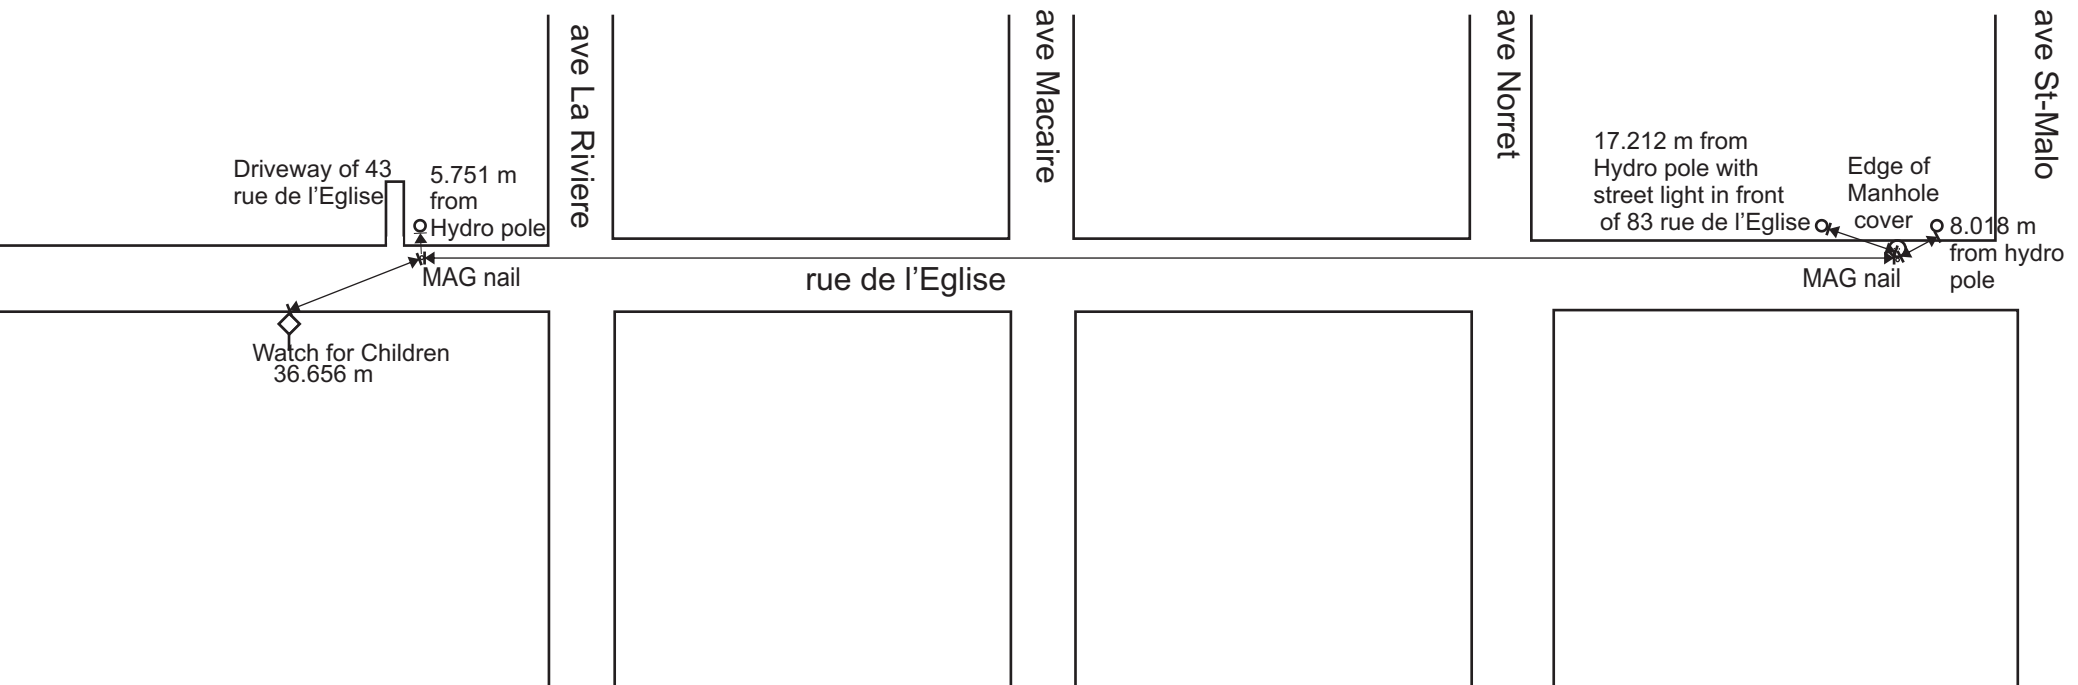 ave La Riviere
ave Macaire
ave Norret
ave St-Malo
Driveway of 43
rue de l'Eglise
5.751 m
from
Hydro pole
17.212 m from
Hydro pole with
street light in front
of 83 rue de l'Eglise
Edge of
Manhole
cover
8.018 m
from hydro
pole
MAG nail
rue de l'Eglise
MAG nail
Watch for Children
36.656 m